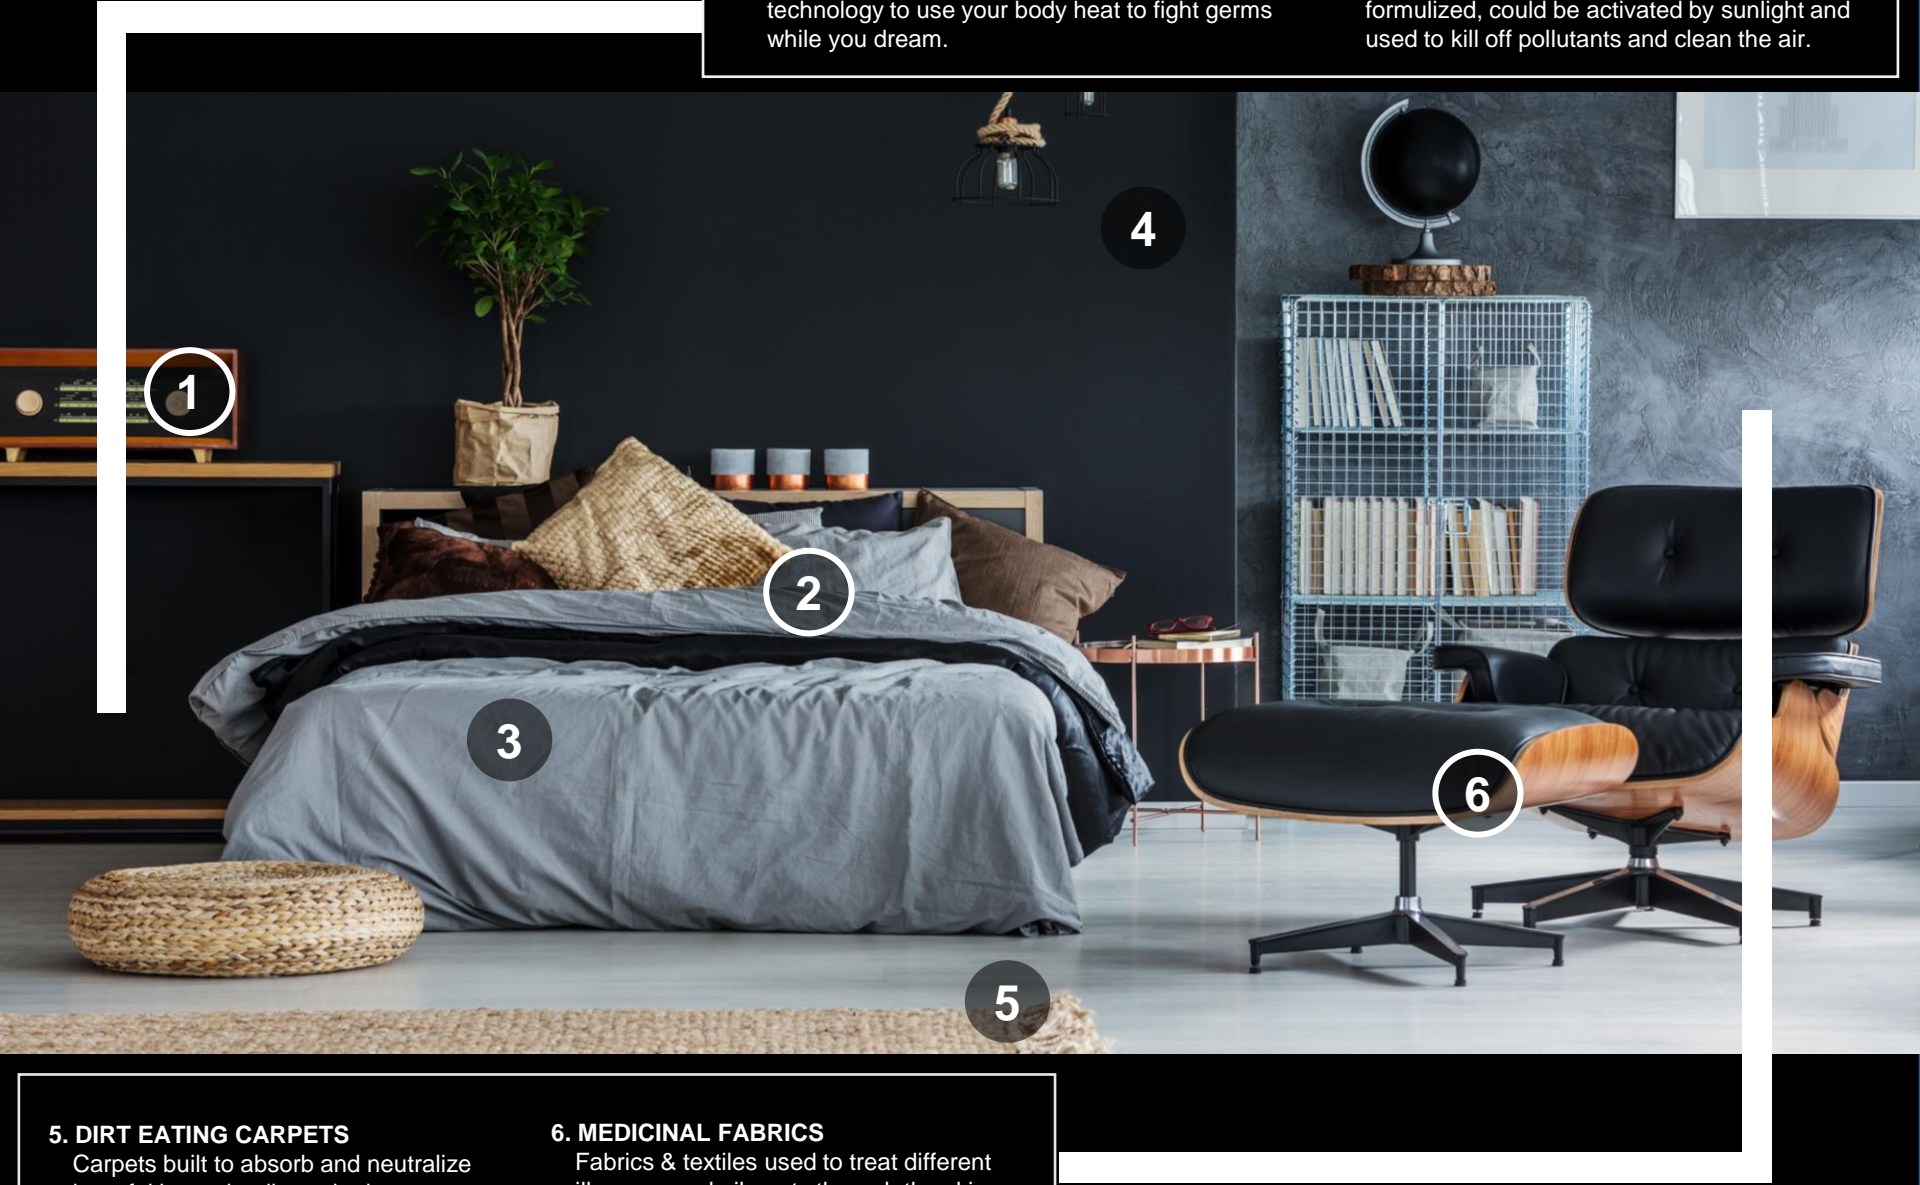 technology to use your body heat to fight germs
while you dream.
formulized, could be activated by sunlight and
used to kill off pollutants and clean the air.
4
1
2
3
6
5
5. DIRT EATING CARPETS
Carpets built to absorb and neutralize
6. MEDICINAL FABRICS
Fabrics & textiles used to treat different